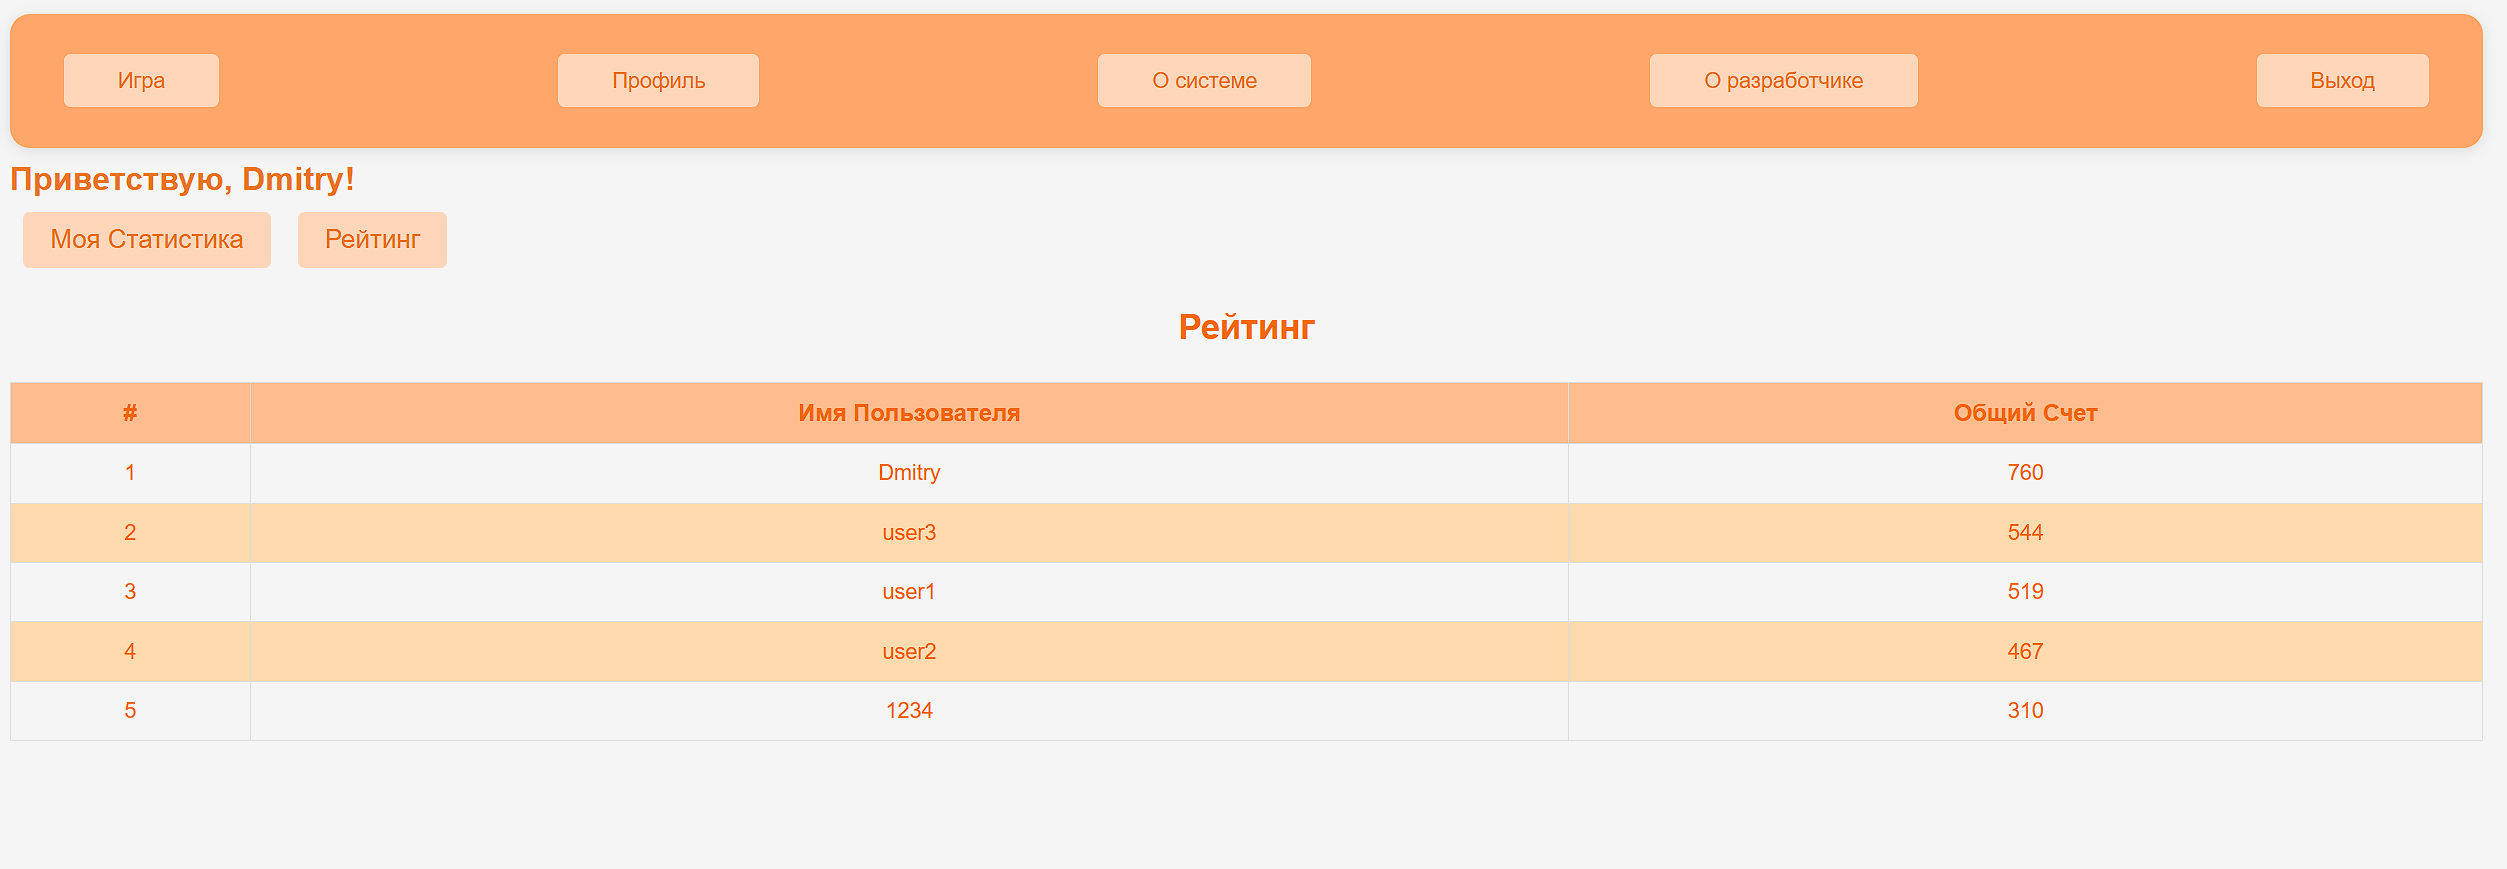 Игра Профиль О системе О разработчике Выход
Приветствую, Dmitry!
Моя Статистика Рейтинг
Рейтинг
# Имя Пользователя Общий Счет
1 Dmitry 760
2 user3 544
3 user1 519
4 user2 467
5 1234 310